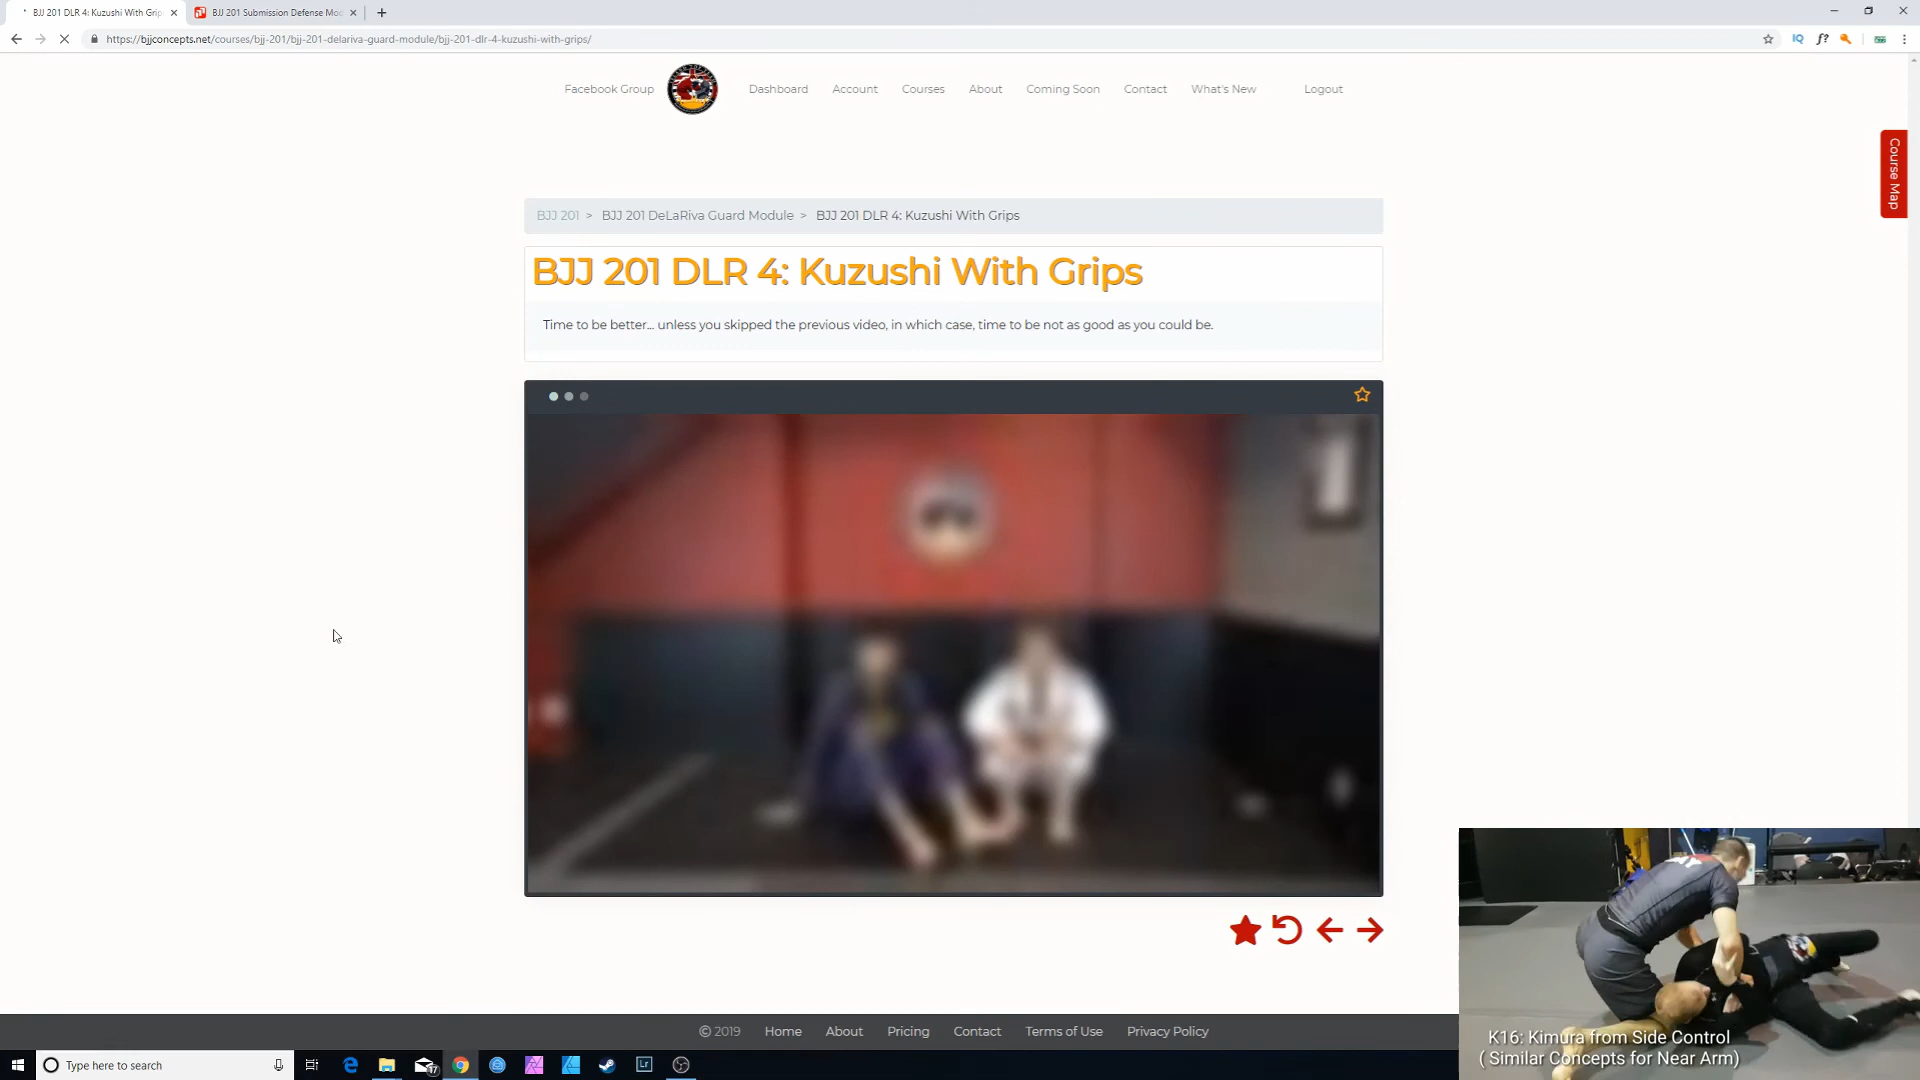 BJJ 201 DLR 4: Kuzushi With Grip
BJJ 201 Submission Defense Mod
https://bjjconcepts.net/courses/bjj-201/bjj-201-delariva-guard-module/bjj-201-dlr-4-kuzushi-with-grips/
IQ
f?
Facebook Group
Dashboard
Account
Courses
About
Coming Soon
Contact
What's New
Logout
Course Map
BJJ 201 > BJJ 201 DeLaRiva Guard Module > BJJ 201 DLR 4: Kuzushi With Grips
BJJ 201 DLR 4: Kuzushi With Grips
Time to be better... unless you skipped the previous video, in which case, time to be not as good as you could be.
© 2019 Home About Pricing Contact Terms of Use Privacy Policy
K16: Kimura from Side Control
( Similar Concepts for Near Arm)
Type here to search
17
Lr